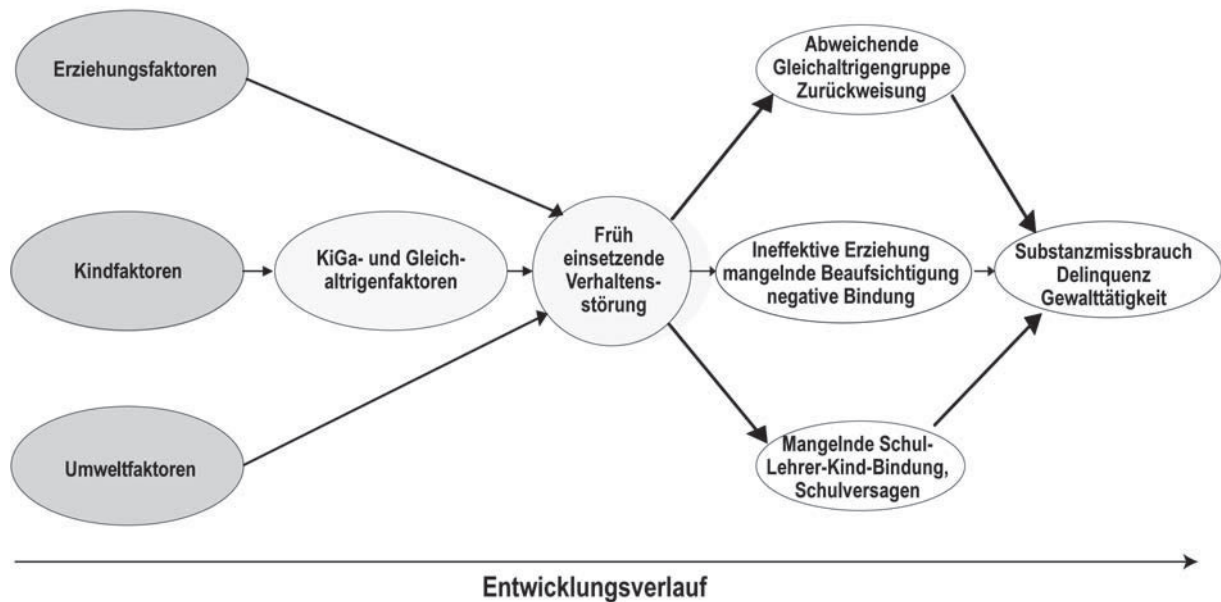 Erziehungsfaktoren
Kindfaktoren
Umweltfaktoren
KiGa- und Gleich-
altrigenfaktoren
Früh
einsetzende
Verhaltens-
störung
Abweichende
Gleichaltrigengruppe
Zurückweisung
Ineffektive Erziehung
mangelnde Beaufsichtigung
negative Bindung
Mangelnde Schul-
Lehrer-Kind-Bindung,
Schulversagen
Substanzmissbrauch
Delinquenz
Gewalttätigkeit
Entwicklungsverlauf